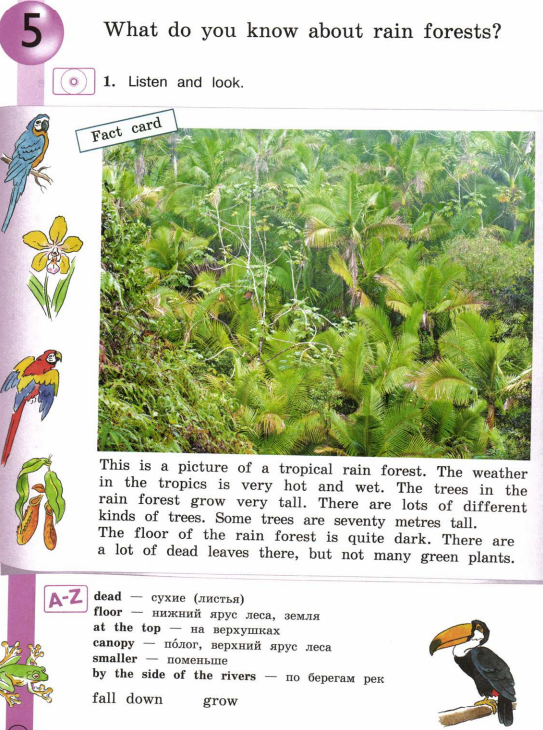 5
What do you know about rain forests?
1. Listen and look.
Fact card
This is a picture of a tropical rain forest. The weather
in the tropics is very hot and wet. The trees in the
rain forest grow very tall. There are lots of different
kinds of trees. Some trees are seventy metres tall.
The floor of the rain forest is quite dark. There are
a lot of dead leaves there, but not many green plants.
A-Z
dead — сухие (листья)
floor — нижний ярус леса, земля
at the top — на верхушках
canopy — по́лог, верхний ярус леса
smaller — поменьше
by the side of the rivers — по берегам рек
fall down grow